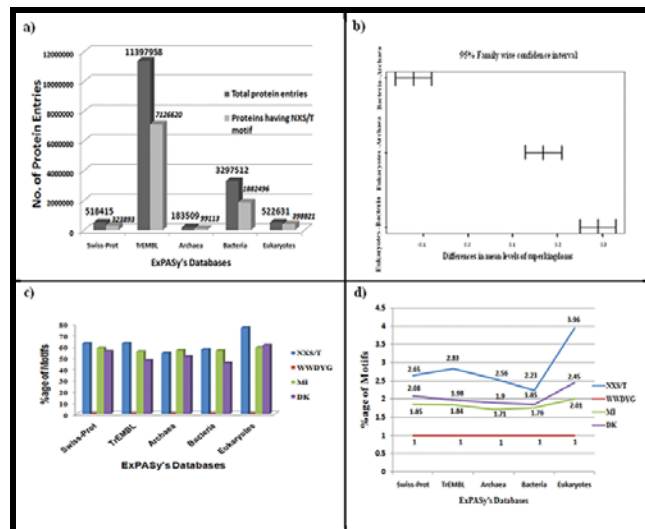 a)
12000000
10000000
8000000
6000000
4000000
2000000
0
No. of Protein Entries
11397958
7126620
3297512
1882496
518415
323893
183509
99113
522631
398821
Total protein entries
Proteins having NXS/T motif
Swiss-Prot
TrEMBL
Archaea
Bacteria
Eukaryotes
ExPASy's Databases
b)
95% Family wise confidence interval
Eukaryotes . Bacteria
Eukaryotes . Archaea
Bacteria . Archaea
Differences in mean levels of superkingdoms
c)
80
70
60
50
40
30
20
10
0
%age of Motifs
NXS/T
WWDYG
MI
DK
Swiss-Prot
TrEMBL
Archaea
Bacteria
Eukaryotes
ExPASy's Databases
d)
4.5
4
3.5
3
2.5
2
1.5
1
0.5
0
%age of Motifs
2.65
2.83
2.23
3.96
2.08
1.98
1.9
1.85
2.45
1.85
1.84
1.71
1.76
2.01
1
1
1
1
1
NXS/T
WWDYG
MI
DK
Swiss-Prot
TrEMBL
Archaea
Bacteria
Eukaryotes
ExPASy's Databases